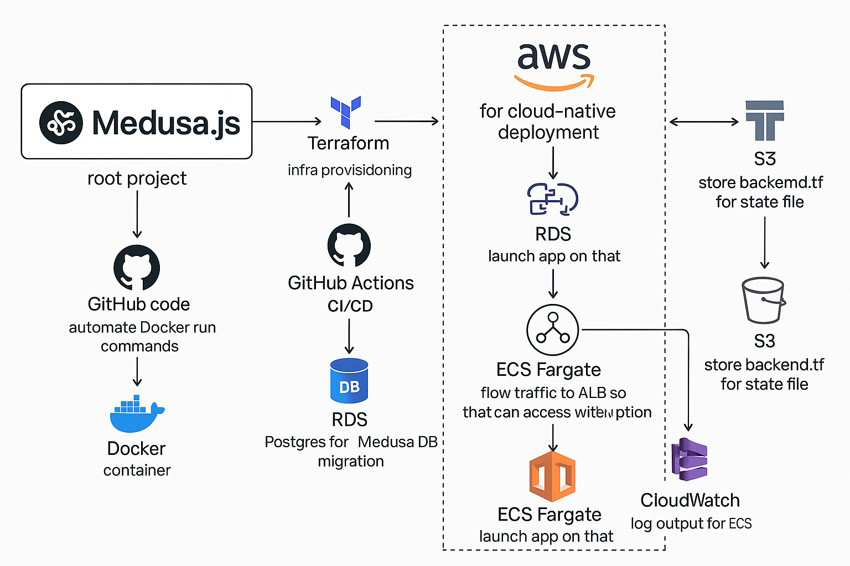 Medusa.js
root project
GitHub code
automate Docker run
commands
Docker
container
Terraform
infra provisidoning
GitHub Actions
CI/CD
DB
RDS
Postgres for Medusa DB
migration
aws
for cloud-native
deployment
RDS
launch app on that
ECS Fargate
flow traffic to ALB so
that can access
ECS Fargate
launch app on that
S3
store backemd.tf
for state file
S3
store backend.tf
for state file
CloudWatch
log output for ECS